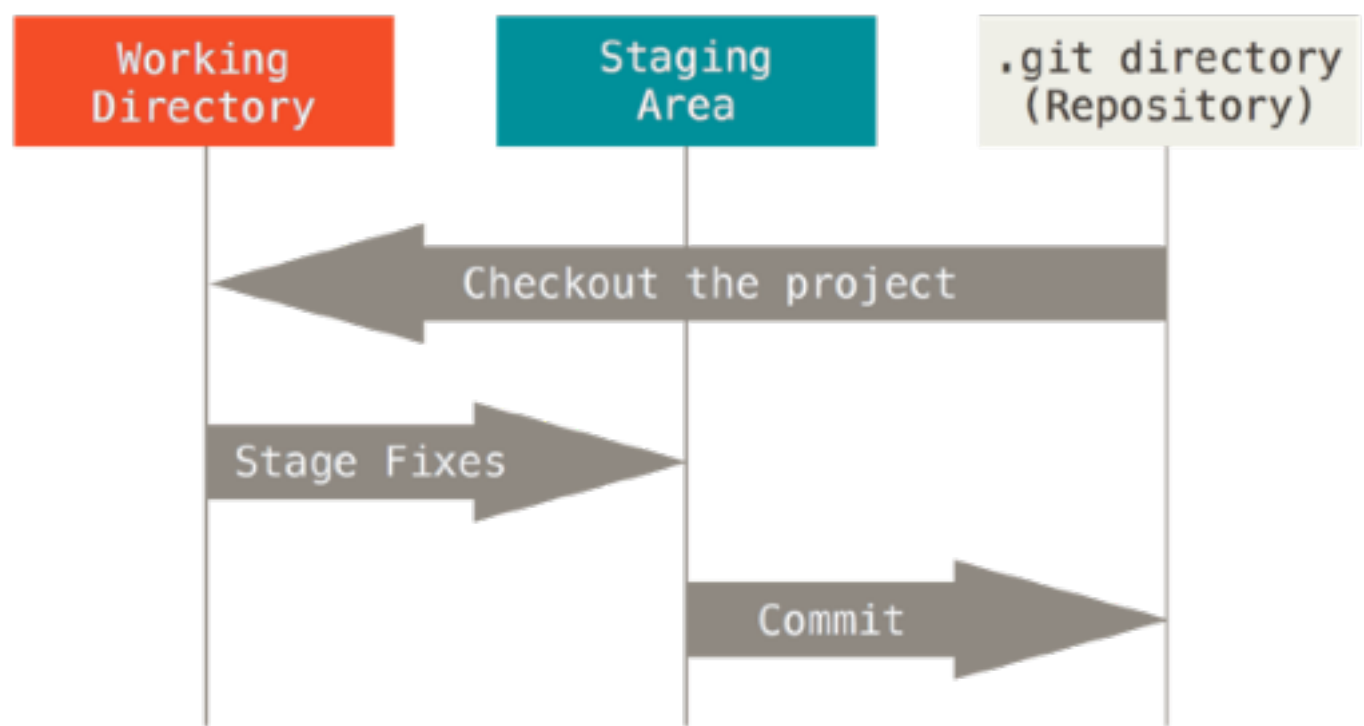 Working
Directory
Staging
Area
.git directory
(Repository)
Checkout the project
Stage Fixes
Commit